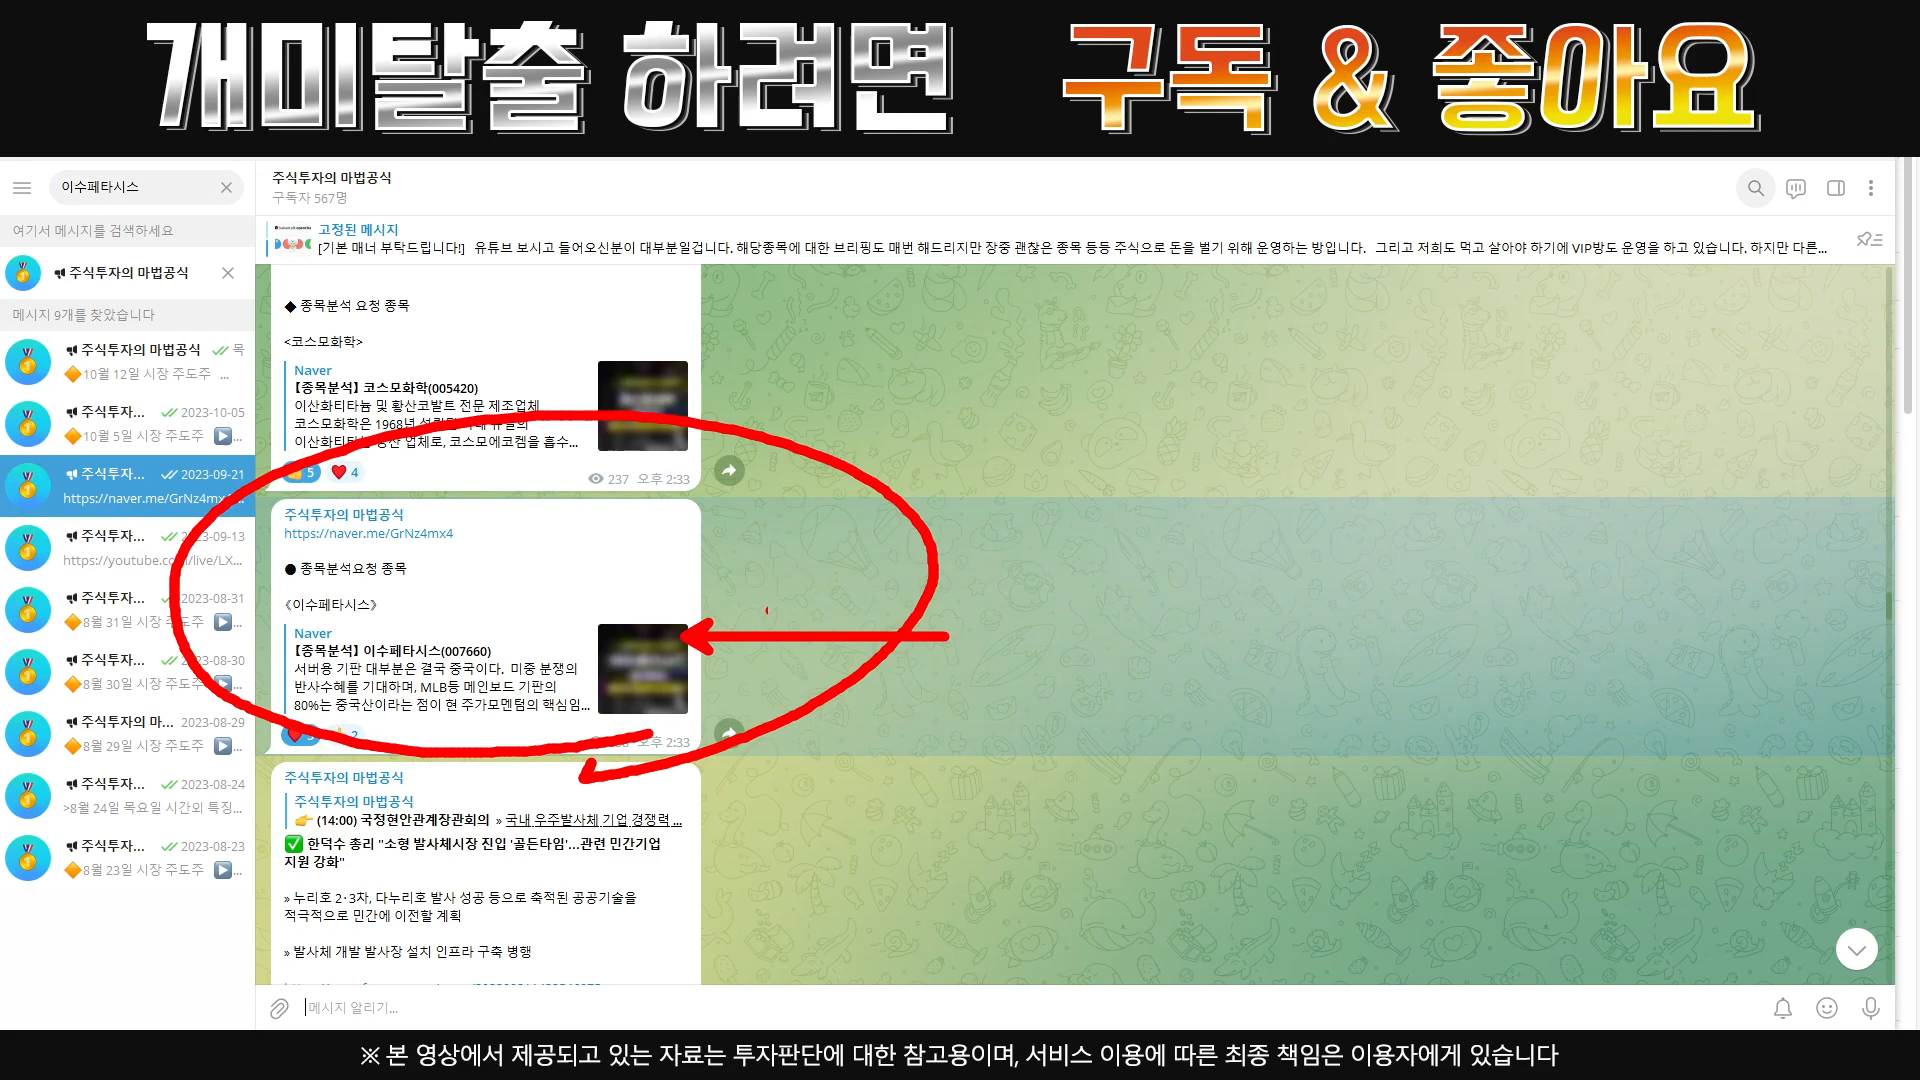 개미탈출 하려면 구독 & 좋아요
이수페타시스
여기서 메시지를 검색하세요
주식투자의 마법공식
메시지 9개를 찾았습니다
주식투자의 마법공식 목
10월 12일 시장 주도주 ...
주식투자... 2023-10-05
10월 5일 시장 주도주 ...
주식투자... 2023-09-21
https://naver.me/GrNz4mx4...
주식투자... 2023-09-13
https://youtube.com/live/LX...
주식투자... 2023-08-31
8월 31일 시장 주도주 ...
주식투자... 2023-08-30
8월 30일 시장 주도주 ...
주식투자의 마... 2023-08-29
8월 29일 시장 주도주 ...
주식투자... 2023-08-24
>8월 24일 목요일 시간외 특징...
주식투자... 2023-08-23
8월 23일 시장 주도주 ...
주식투자의 마법공식
구독자 567명
고정된 메시지
[기본 매너 부탁드립니다!] 유튜브 보시고 들어오신분이 대부분일겁니다. 해당종목에 대한 브리핑도 매번 해드리지만 장중 괜찮은 종목 등등 주식으로 돈을 벌기 위해 운영하는 방입니다. 그리고 저희도 먹고 살아야 하기에 VIP방도 운영을 하고 있습니다. 하지만 다른...
◆ 종목분석 요청 종목
<코스모화학>
Naver
【종목분석】 코스모화학(005420)
이산화티타늄 및 황산코발트 전문 제조업체
코스모화학은 1968년
이산화티타늄 생산 업체로, 코스모에코켐을 흡수...
5 4
237 오후 2:33
주식투자의 마법공식
https://naver.me/GrNz4mx4
● 종목분석요청 종목
《이수페타시스》
Naver
【종목분석】 이수페타시스(007660)
서버용 기판 대부분은 결국 중국이다. 미중 분쟁의
반사수혜를 기대하며, MLB등 메인보드 기판의
80%는 중국산이라는 점이 현 주가모멘텀의 핵심임...
2
오후 2:33
주식투자의 마법공식
주식투자의 마법공식
(14:00) 국정현안관계장관회의 » 국내 우주발사체 기업 경쟁력 ...
한덕수 총리 "소형 발사체시장 진입 '골든타임'...관련 민간기업
지원 강화"
» 누리호 2·3차, 다누리호 발사 성공 등으로 축적된 공공기술을
적극적으로 민간에 이전할 계획
» 발사체 개발 발사장 설치 인프라 구축 병행
메시지 알리기...
※ 본 영상에서 제공되고 있는 자료는 투자판단에 대한 참고용이며, 서비스 이용에 따른 최종 책임은 이용자에게 있습니다